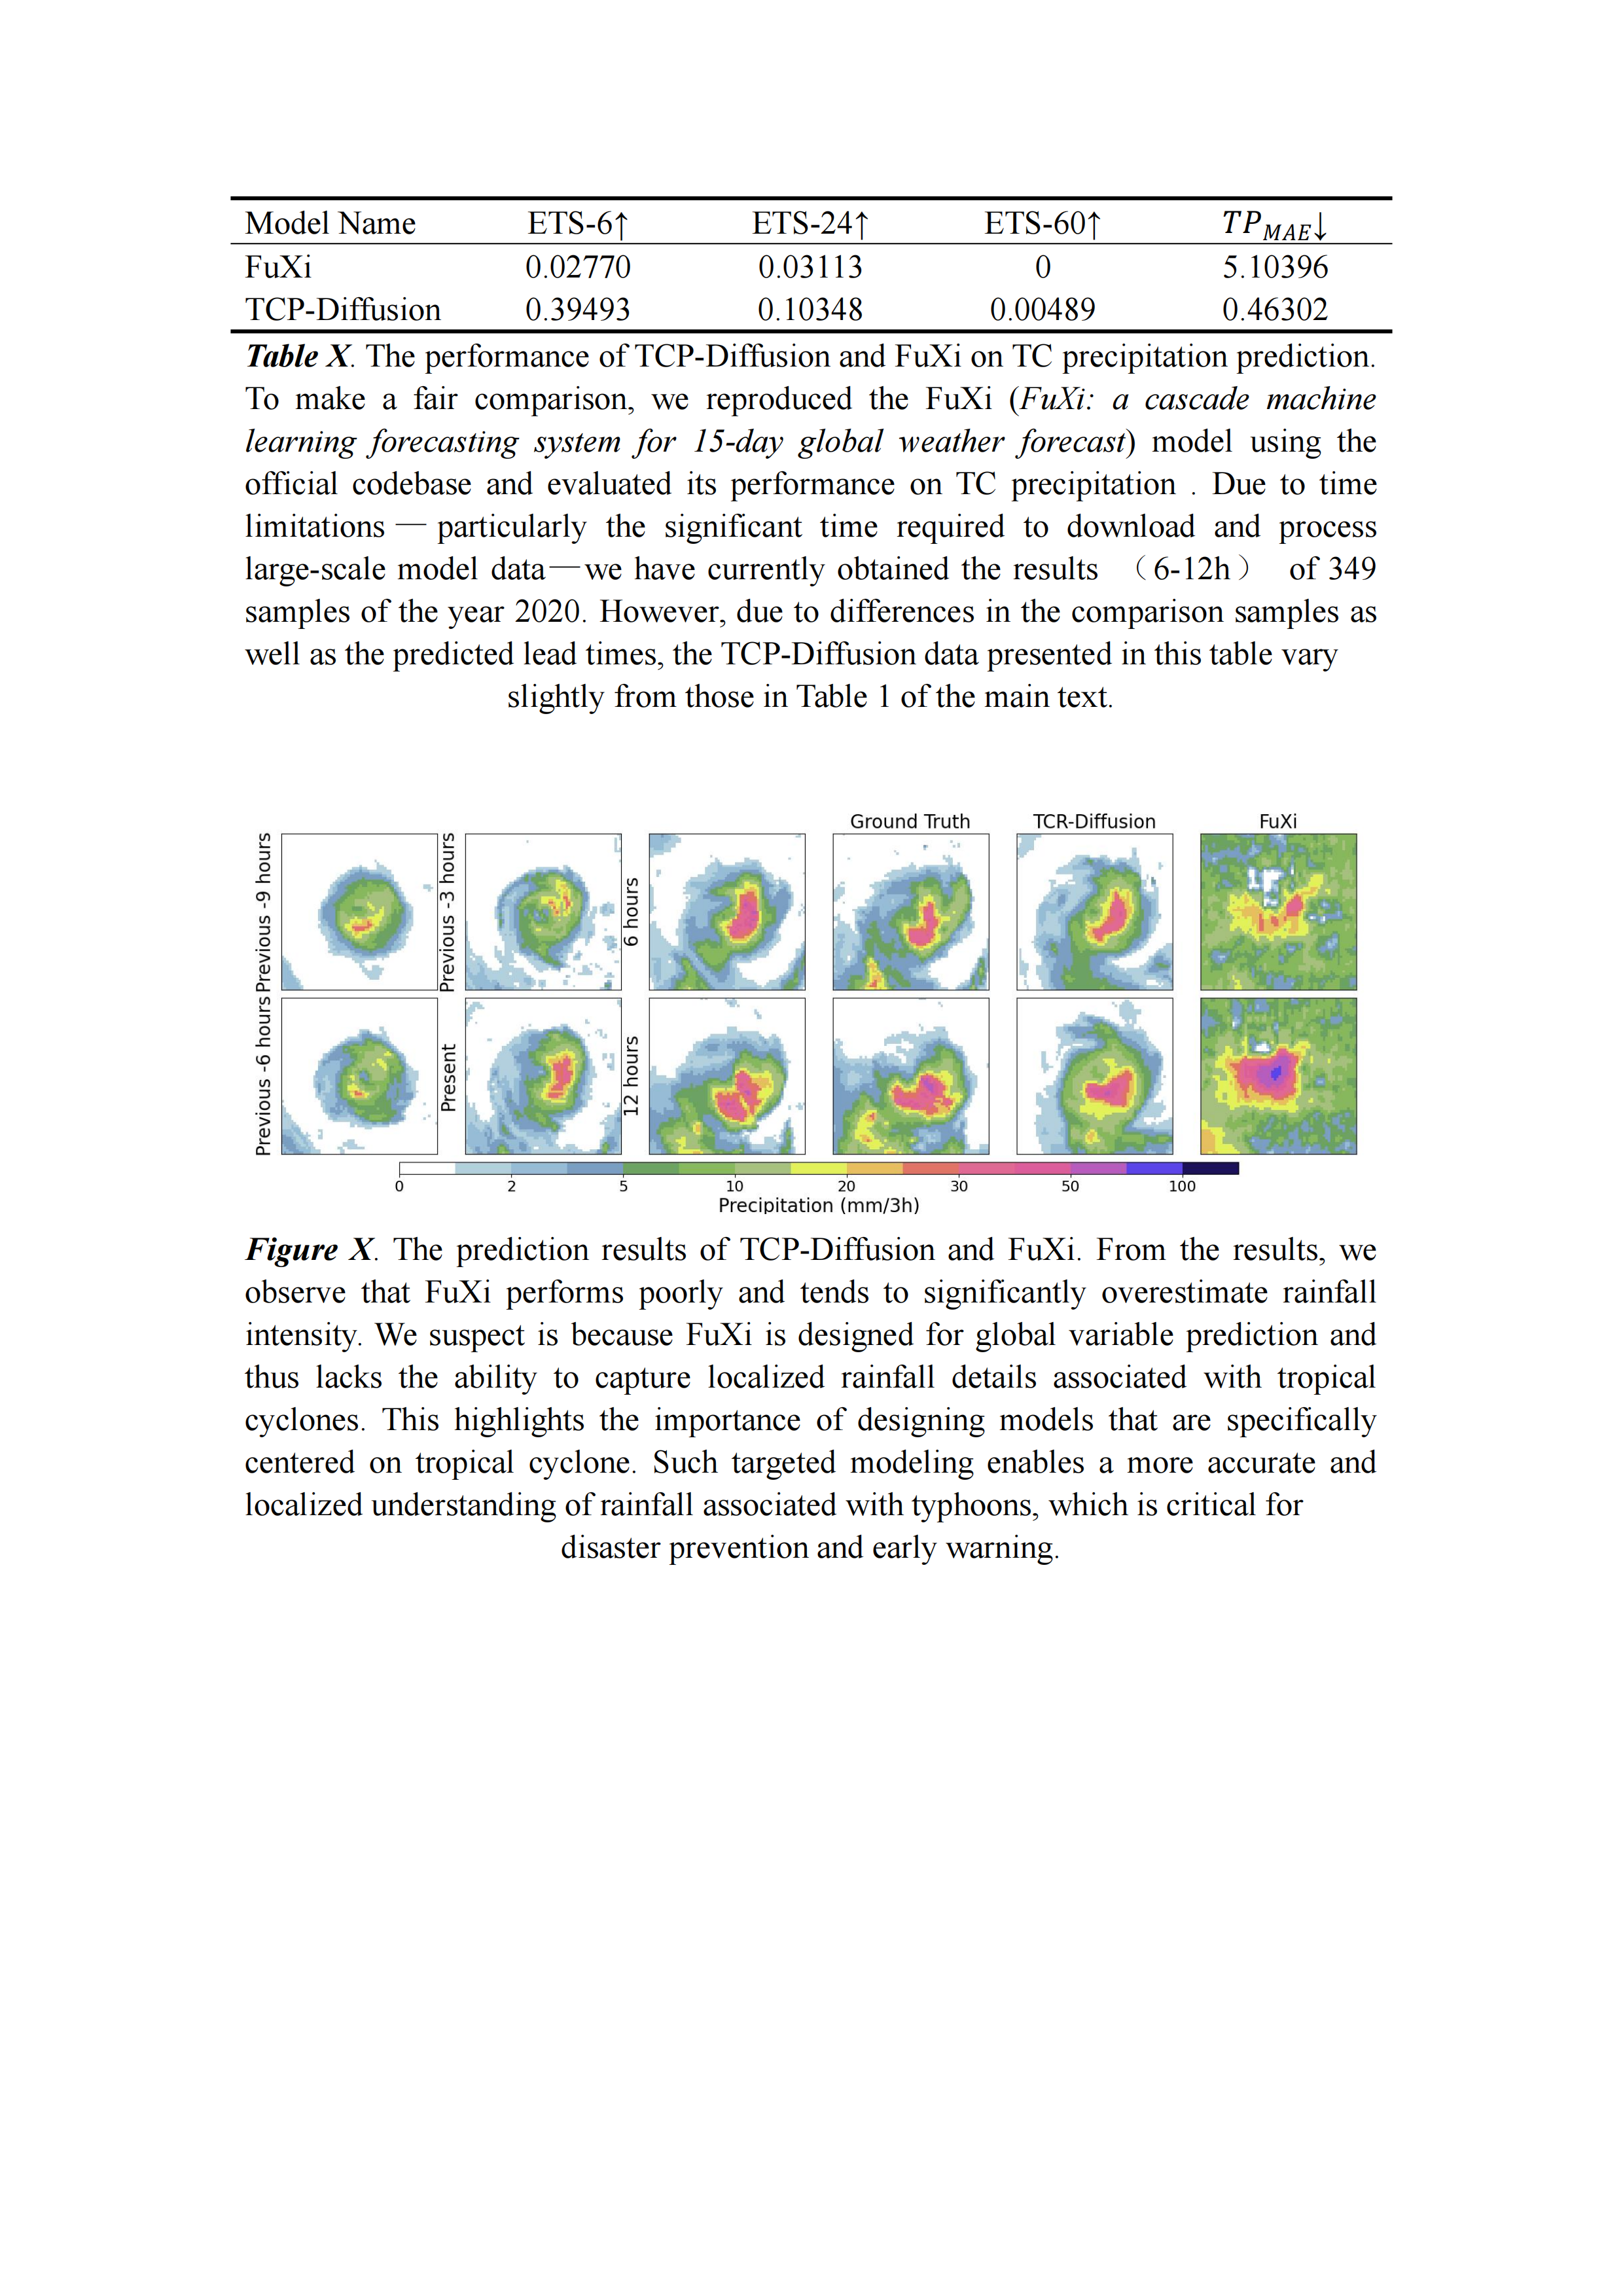 Model Name ETS-6↑ ETS-24↑ ETS-60↑ TP_MAE↓
FuXi 0.02770 0.03113 0 5.10396
TCP-Diffusion 0.39493 0.10348 0.00489 0.46302
Table X. The performance of TCP-Diffusion and FuXi on TC precipitation prediction.
To make a fair comparison, we reproduced the FuXi (FuXi: a cascade machine
learning forecasting system for 15-day global weather forecast) model using the
official codebase and evaluated its performance on TC precipitation . Due to time
limitations — particularly the significant time required to download and process
large-scale model data—we have currently obtained the results （6-12h） of 349
samples of the year 2020. However, due to differences in the comparison samples as
well as the predicted lead times, the TCP-Diffusion data presented in this table vary
slightly from those in Table 1 of the main text.
Ground Truth TCR-Diffusion FuXi
Previous -9 hours Previous -3 hours 6 hours
Previous -6 hours Present 12 hours
0 2 5 10 20 30 50 100
Precipitation (mm/3h)
Figure X. The prediction results of TCP-Diffusion and FuXi. From the results, we
observe that FuXi performs poorly and tends to significantly overestimate rainfall
intensity. We suspect is because FuXi is designed for global variable prediction and
thus lacks the ability to capture localized rainfall details associated with tropical
cyclones. This highlights the importance of designing models that are specifically
centered on tropical cyclone. Such targeted modeling enables a more accurate and
localized understanding of rainfall associated with typhoons, which is critical for
disaster prevention and early warning.